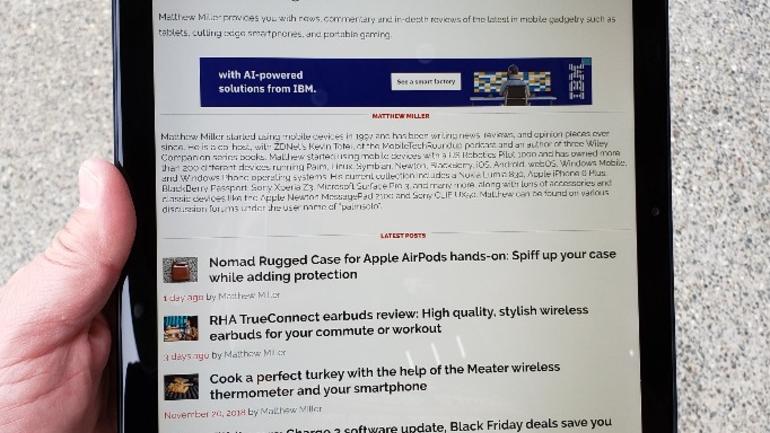 Matthew Miller provides you with news, commentary and in-depth reviews of the latest in mobile gadgetry such as
tablets, cutting edge smartphones, and portable gaming.
with AI-powered
solutions from IBM.
See a smart factory
IBM
MATTHEW MILLER
Matthew Miller started using mobile devices in 1997 and has been writing news, reviews, and opinion pieces ever
since. He is a co-host, with ZDNet's Kevin Tofel, of the MobileTechRoundup podcast and an author of three Wiley
Companion series books. Matthew started using mobile devices with a US Robotics Pilot 1000 and has owned more
than 200 different devices running Palm, Linux, Symbian, Newton, BlackBerry, iOS, Android, webOS, Windows Mobile,
and Windows Phone operating systems. His current collection includes a Nokia Lumia 830, Apple iPhone 6 Plus,
BlackBerry Passport, Sony Xperia Z3, Microsoft Surface Pro 3, and many more, along with tons of accessories and
classic devices like the Apple Newton MessagePad 2100 and Sony CLIE UX50. Matthew can be found on various
discussion forums under the user name of "palmsolo".
LATEST POSTS
Nomad Rugged Case for Apple AirPods hands-on: Spiff up your case
while adding protection
1 day ago by Matthew Miller
RHA TrueConnect earbuds review: High quality, stylish wireless
earbuds for your commute or workout
3 days ago by Matthew Miller
Cook a perfect turkey with the help of the Meater wireless
thermometer and your smartphone
November 20, 2018 by Matthew Miller
Charge 3 software update, Black Friday deals save you